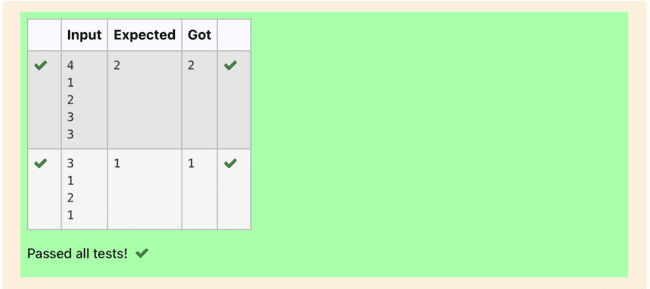 Input Expected Got
4 2 2
1
2
3
3
3 1 1
1
2
1
Passed all tests!